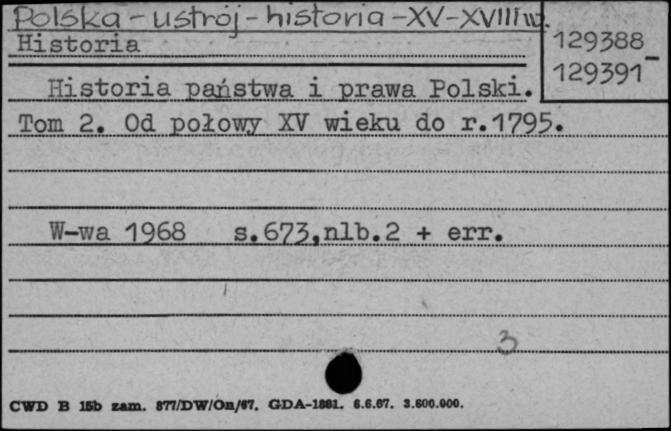 Polska - ustrój - historia - XV-XVIII w.
Historia
129388-
129391
Historia państwa i prawa Polski.
Tom 2. Od połowy XV wieku do r.1795.
W-wa 1968 s.673,nlb.2 + err.
3
CWD B 15b zam. 877/DW/On/67. GDA-1881. 6.6.67. 3.600.000.